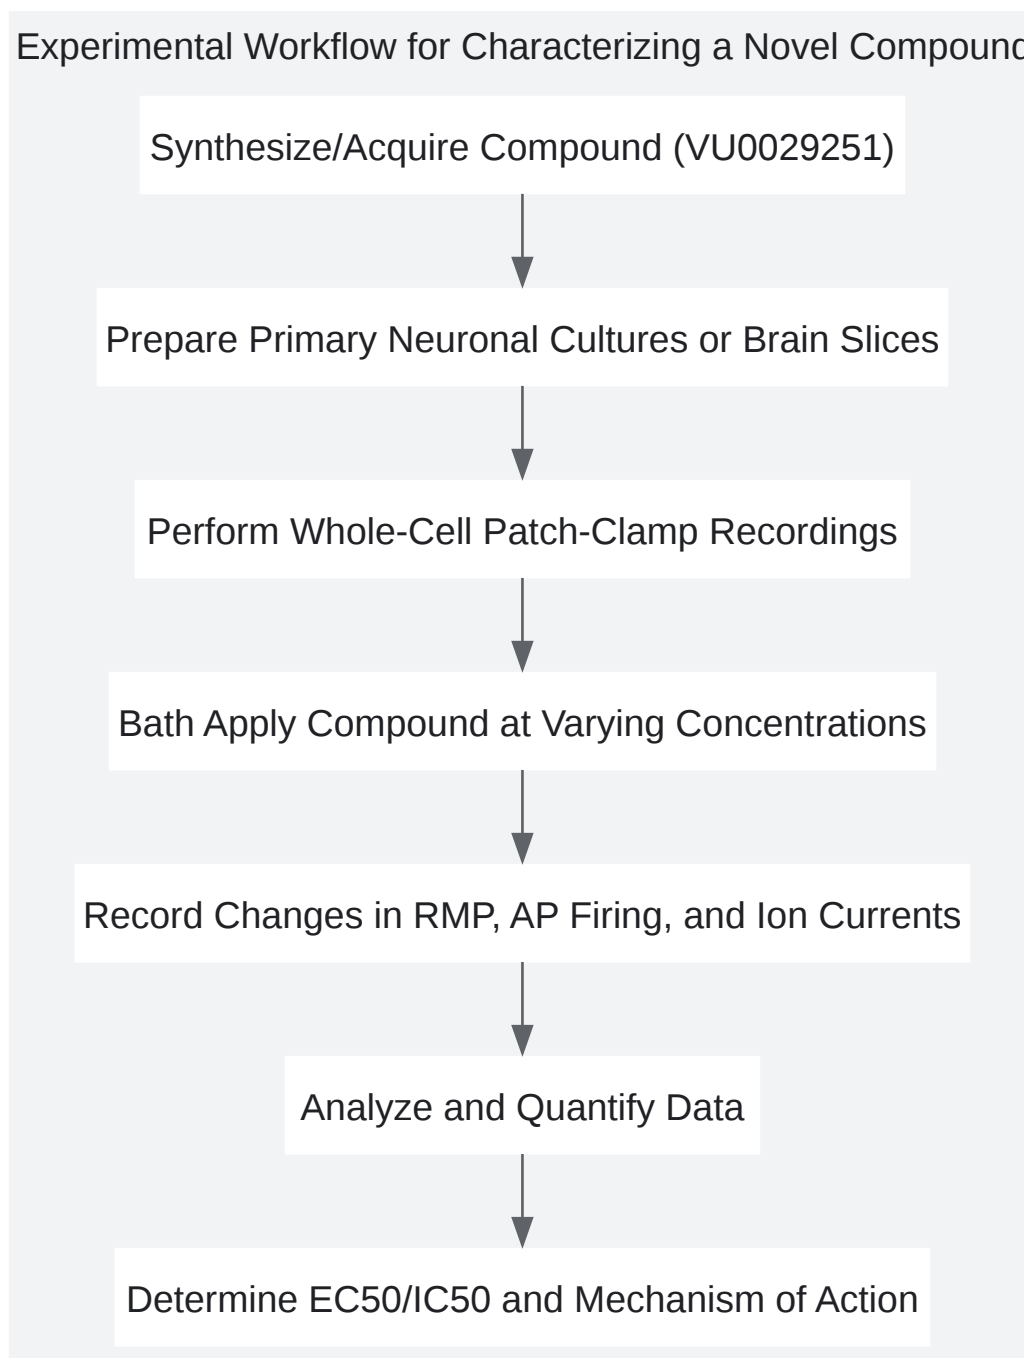 Experimental Workflow for Characterizing a Novel Compound
Synthesize/Acquire Compound (VU0029251)
Prepare Primary Neuronal Cultures or Brain Slices
Perform Whole-Cell Patch-Clamp Recordings
Bath Apply Compound at Varying Concentrations
Record Changes in RMP, AP Firing, and Ion Currents
Analyze and Quantify Data
Determine EC50/IC50 and Mechanism of Action